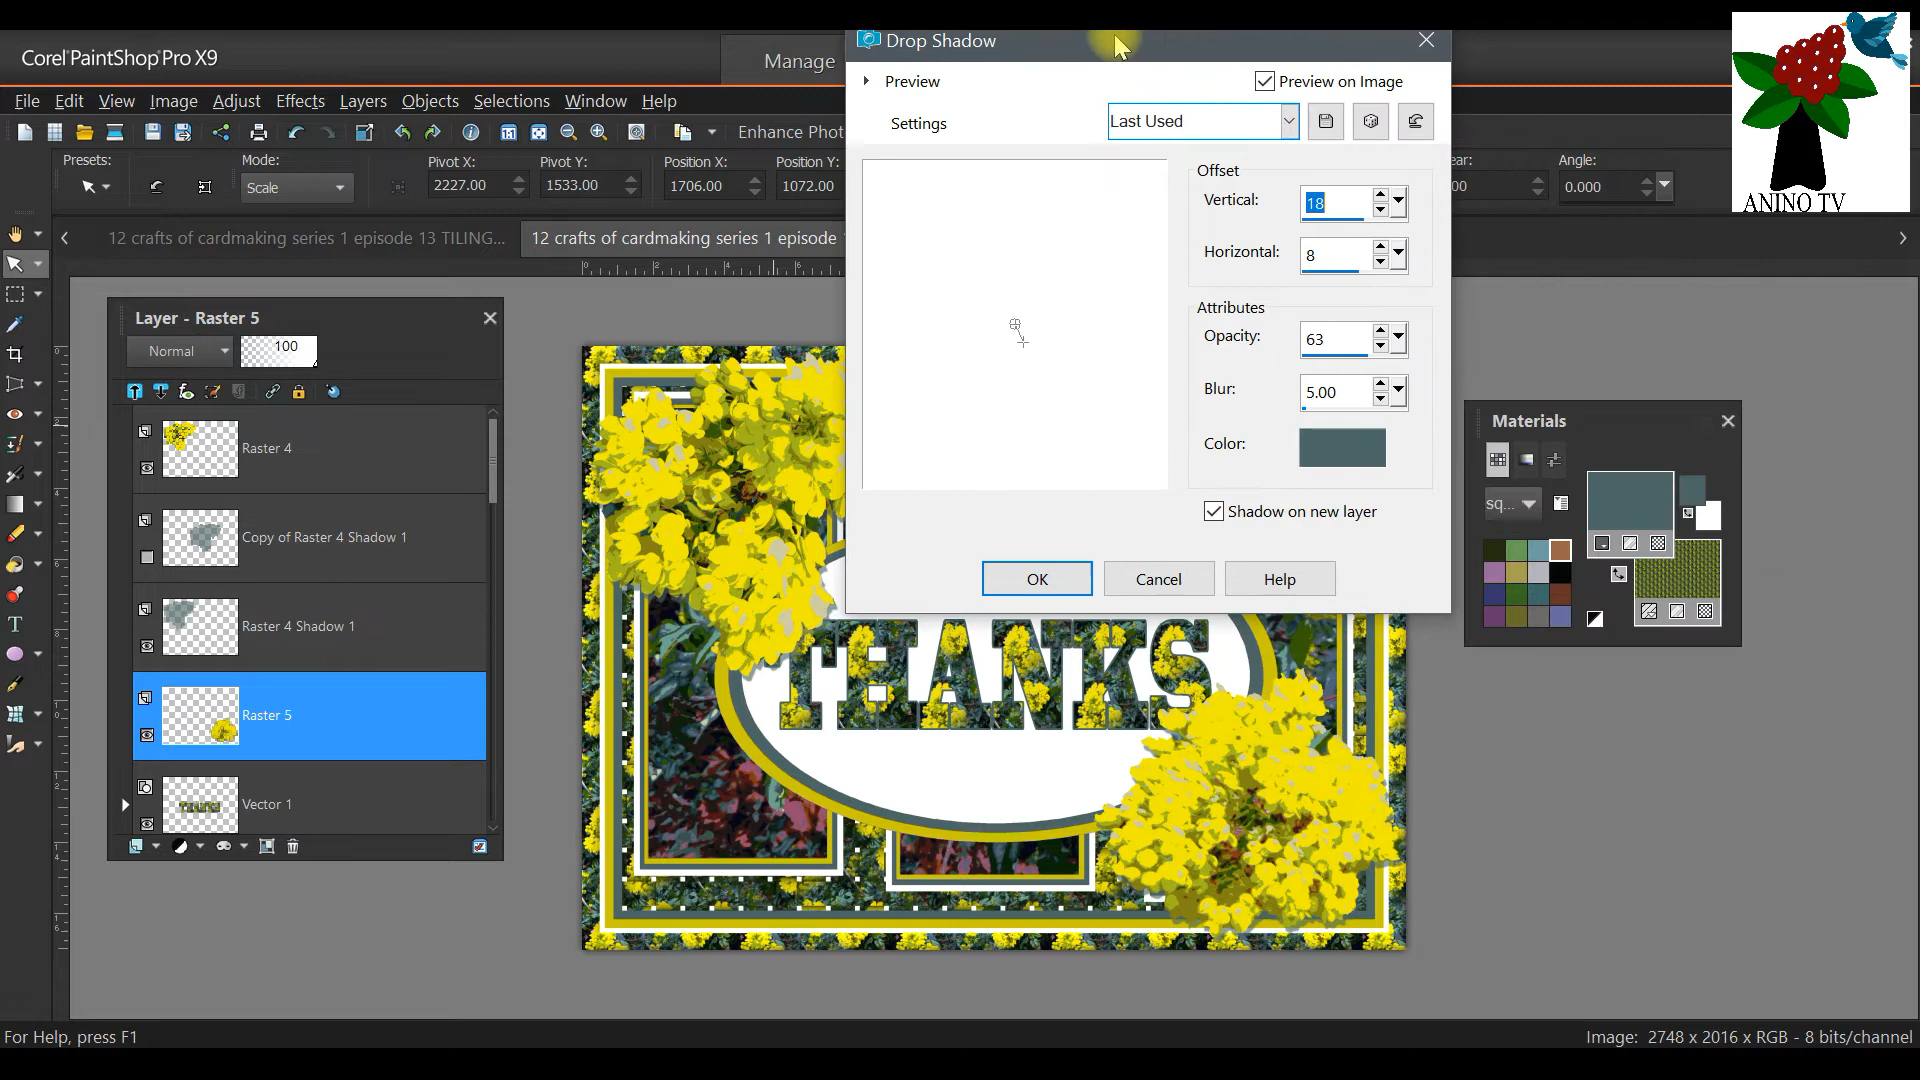 Corel PaintShop Pro X9
Manage
Drop Shadow
File Edit View Image Adjust Effects Layers Objects Selections Window Help
Preview
Preview on Image
Settings
Last Used
Enhance Phot
Presets:
Mode:
Scale
Pivot X:
2227.00
Pivot Y:
1533.00
Position X:
1706.00
Position Y:
1072.00
ear:
00
Angle:
0.000
ANINO TV
12 crafts of cardmaking series 1 episode 13 TILING...
12 crafts of cardmaking series 1 episode
Offset
Vertical:
18
Horizontal:
8
Attributes
Opacity:
63
Blur:
5.00
Color:
Shadow on new layer
OK
Cancel
Help
Layer - Raster 5
Normal
100
Raster 4
Copy of Raster 4 Shadow 1
Raster 4 Shadow 1
Raster 5
Vector 1
Materials
sq...
THANKS
For Help, press F1
Image: 2748 x 2016 x RGB - 8 bits/channel